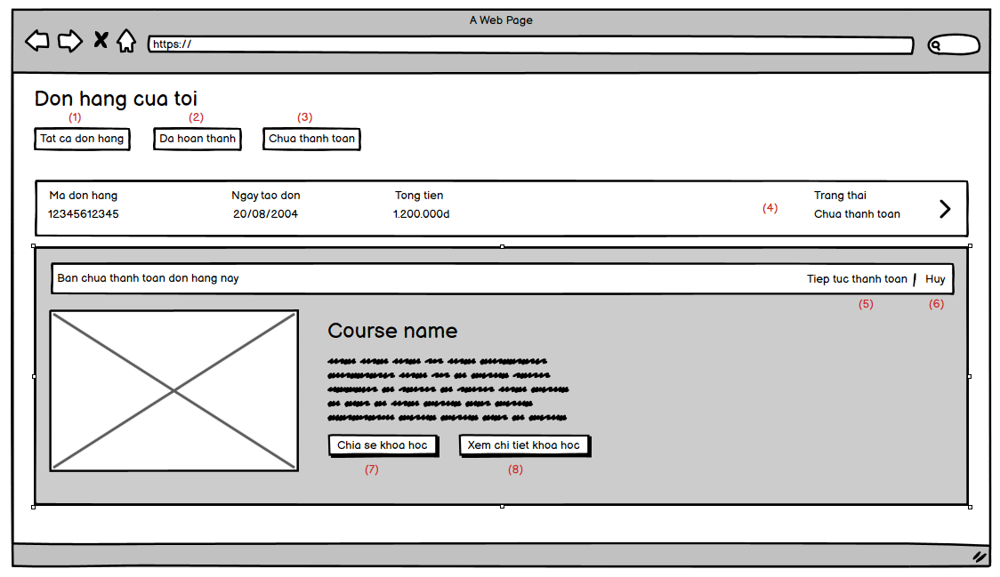 A Web Page
https://
Don hang cua toi
(1) (2) (3)
Tat ca don hang Da hoan thanh Chua thanh toan
Ma don hang Ngay tao don Tong tien Trang thai
12345612345 20/08/2004 1.200.000d (4) Chua thanh toan
Ban chua thanh toan don hang nay Tiep tuc thanh toan | Huy
(5) (6)
Course name
Chia se khoa hoc Xem chi tiet khoa hoc
(7) (8)